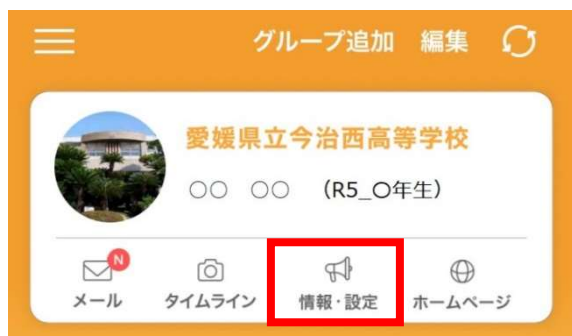 グループ追加 編集
愛媛県立今治西高等学校
○○ ○○ (R5_○年生)
N
メール タイムライン 情報・設定 ホームページ